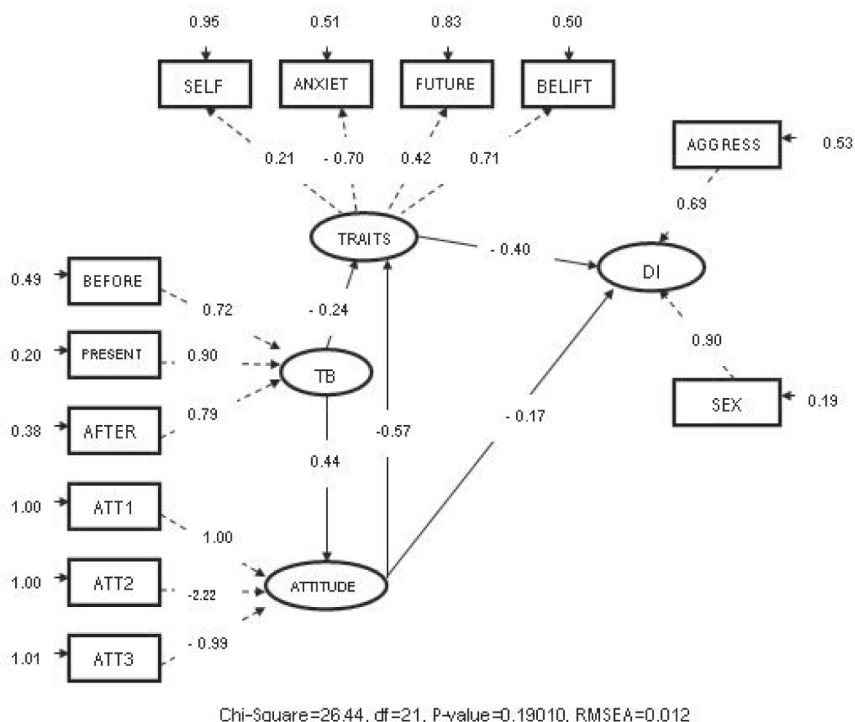 0.95 0.51 0.83 0.50
SELF ANXIET FUTURE BELIFT
AGGRESS 0.53
0.21 - 0.70 0.42 0.71
0.69
TRAITS
- 0.40
DI
0.49 BEFORE
0.72
- 0.24
0.20 PRESENT 0.90
TB
0.90
0.79
0.38 AFTER
SEX 0.19
-0.57
- 0.17
0.44
1.00 ATT1
1.00
1.00 ATT2 -2.22 ATTITUDE
- 0.99
1.01 ATT3
Chi-Square=26.44, df=21, P-value=0.19010, RMSEA=0.012